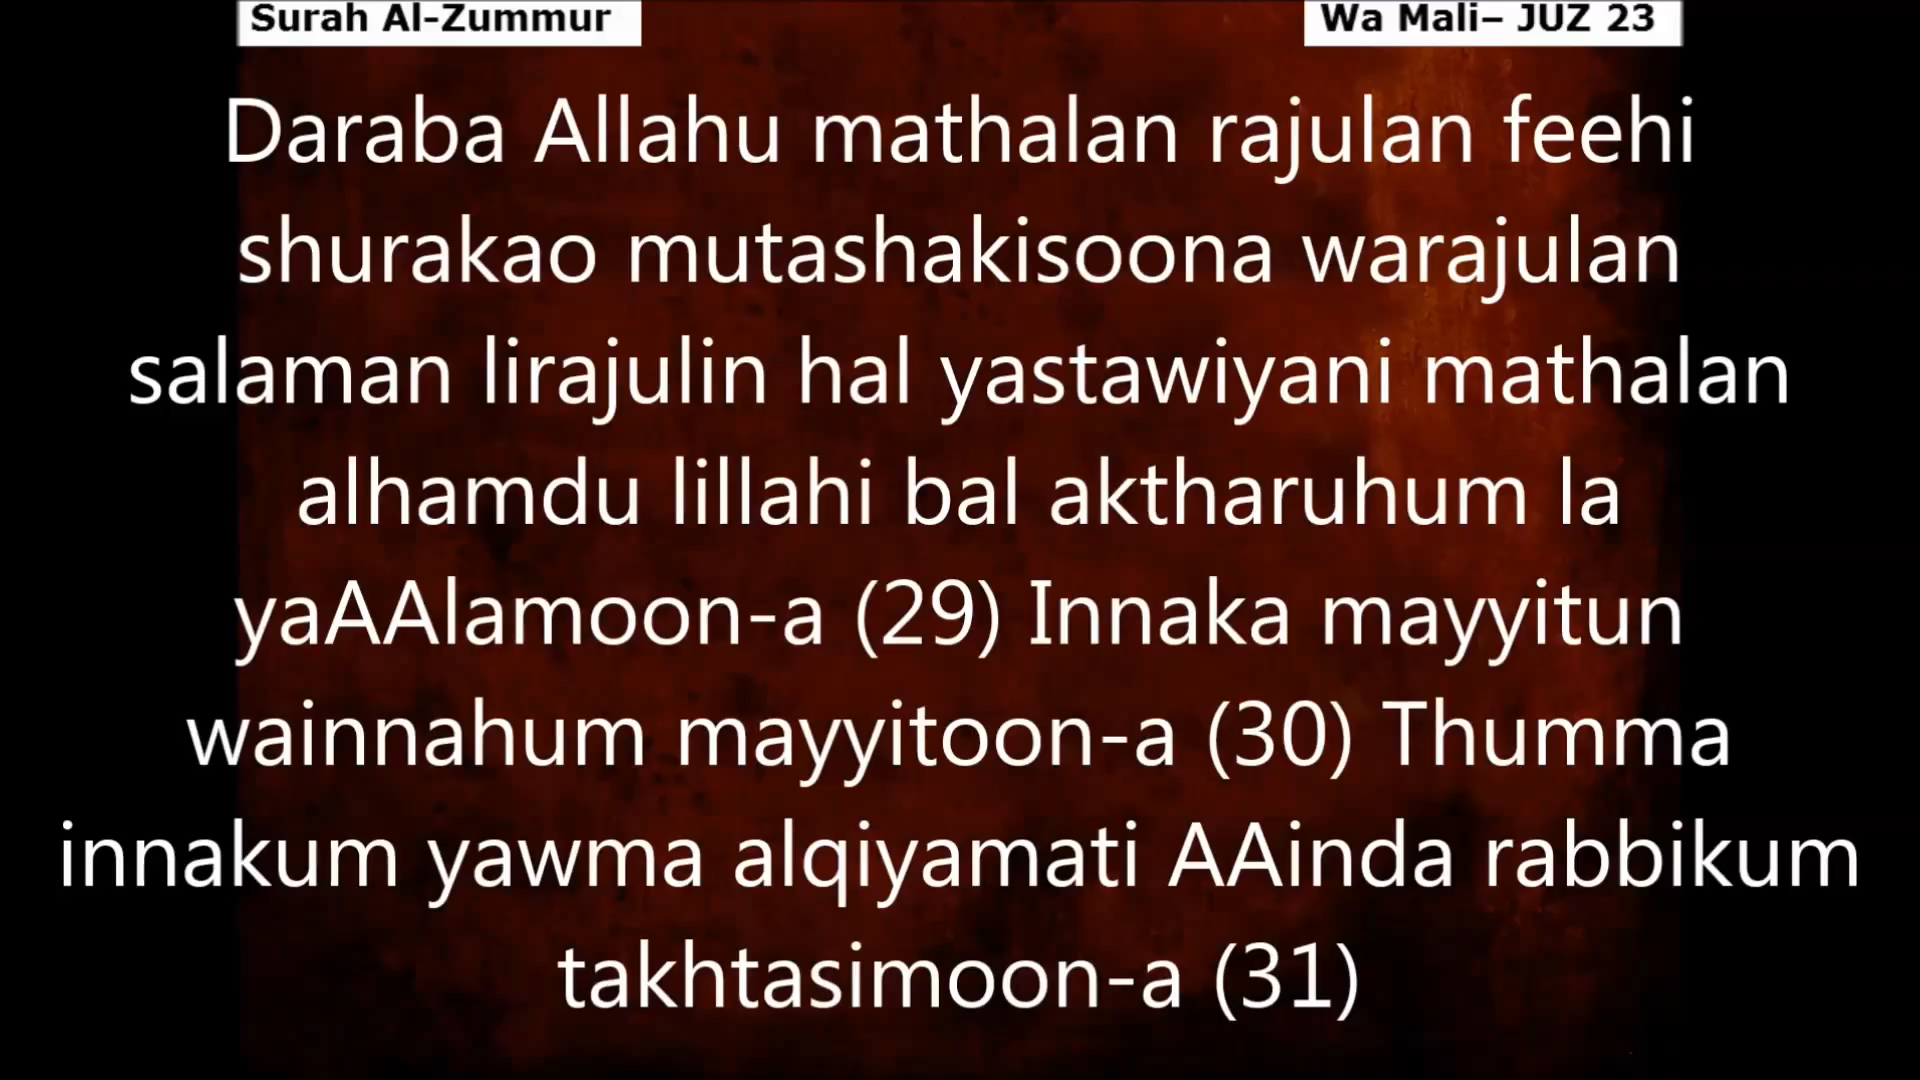 Surah Al-Zummur
Wa Mali– JUZ 23
Daraba Allahu mathalan rajulan feehi
shurakao mutashakisoona warajulan
salaman lirajulin hal yastawiyani mathalan
alhamdu lillahi bal aktharuhum la
yaAAlamoon-a (29) Innaka mayyitun
wainnahum mayyitoon-a (30) Thumma
innakum yawma alqiyamati AAinda rabbikum
takhtasimoon-a (31)